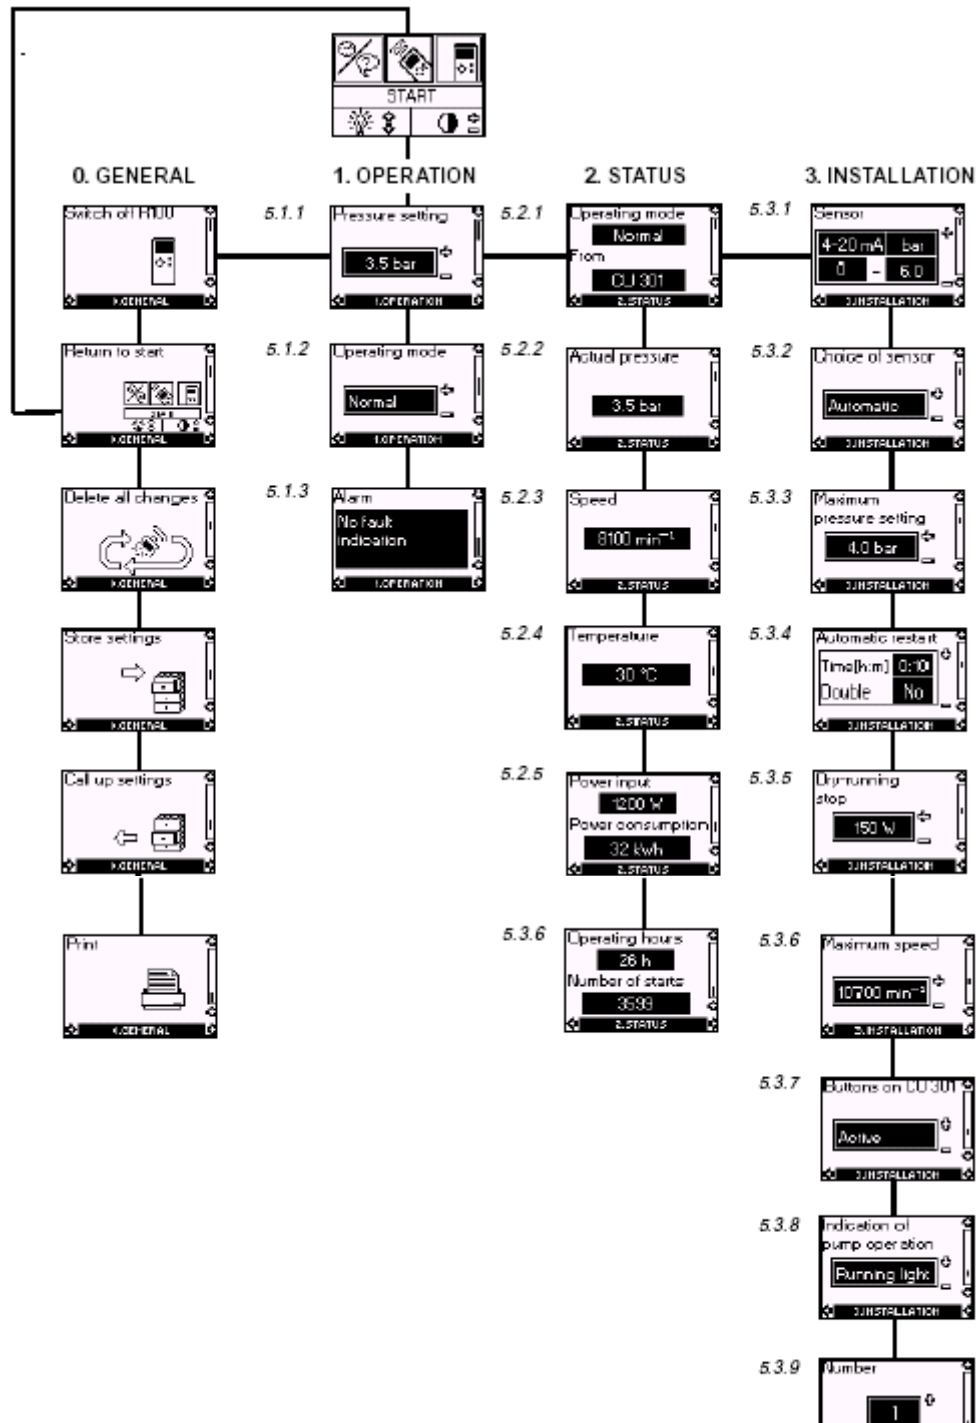 START
0. GENERAL
1. OPERATION
2. STATUS
3. INSTALLATION
Switch off R100
0.GENERAL
Return to start
START
0.GENERAL
Delete all changes
0.GENERAL
Store settings
0.GENERAL
Call up settings
0.GENERAL
Print
0.GENERAL
5.1.1
Pressure setting
3.5 bar
1.OPERATION
5.1.2
Operating mode
Normal
1.OPERATION
5.1.3
Alarm
No fault
indication
1.OPERATION
5.2.1
Operating mode
Normal
From
CU 301
2.STATUS
5.2.2
Actual pressure
3.5 bar
2.STATUS
5.2.3
Speed
8100 min⁻¹
2.STATUS
5.2.4
Temperature
30 °C
2.STATUS
5.2.5
Power input
1200 W
Power consumption
32 kWh
2.STATUS
5.3.6
Operating hours
26 h
Number of starts
3599
2.STATUS
5.3.1
Sensor
4-20 mA bar
0 - 6.0
3.INSTALLATION
5.3.2
Choice of sensor
Automatic
3.INSTALLATION
5.3.3
Maximum
pressure setting
4.0 bar
3.INSTALLATION
5.3.4
Automatic restart
Time[h:m] 0:10
Double No
3.INSTALLATION
5.3.5
Dry-running
stop
150 W
3.INSTALLATION
5.3.6
Maximum speed
10700 min⁻¹
3.INSTALLATION
5.3.7
Buttons on CU 301
Active
3.INSTALLATION
5.3.8
Indication of
pump operation
Running light
3.INSTALLATION
5.3.9
Number
1